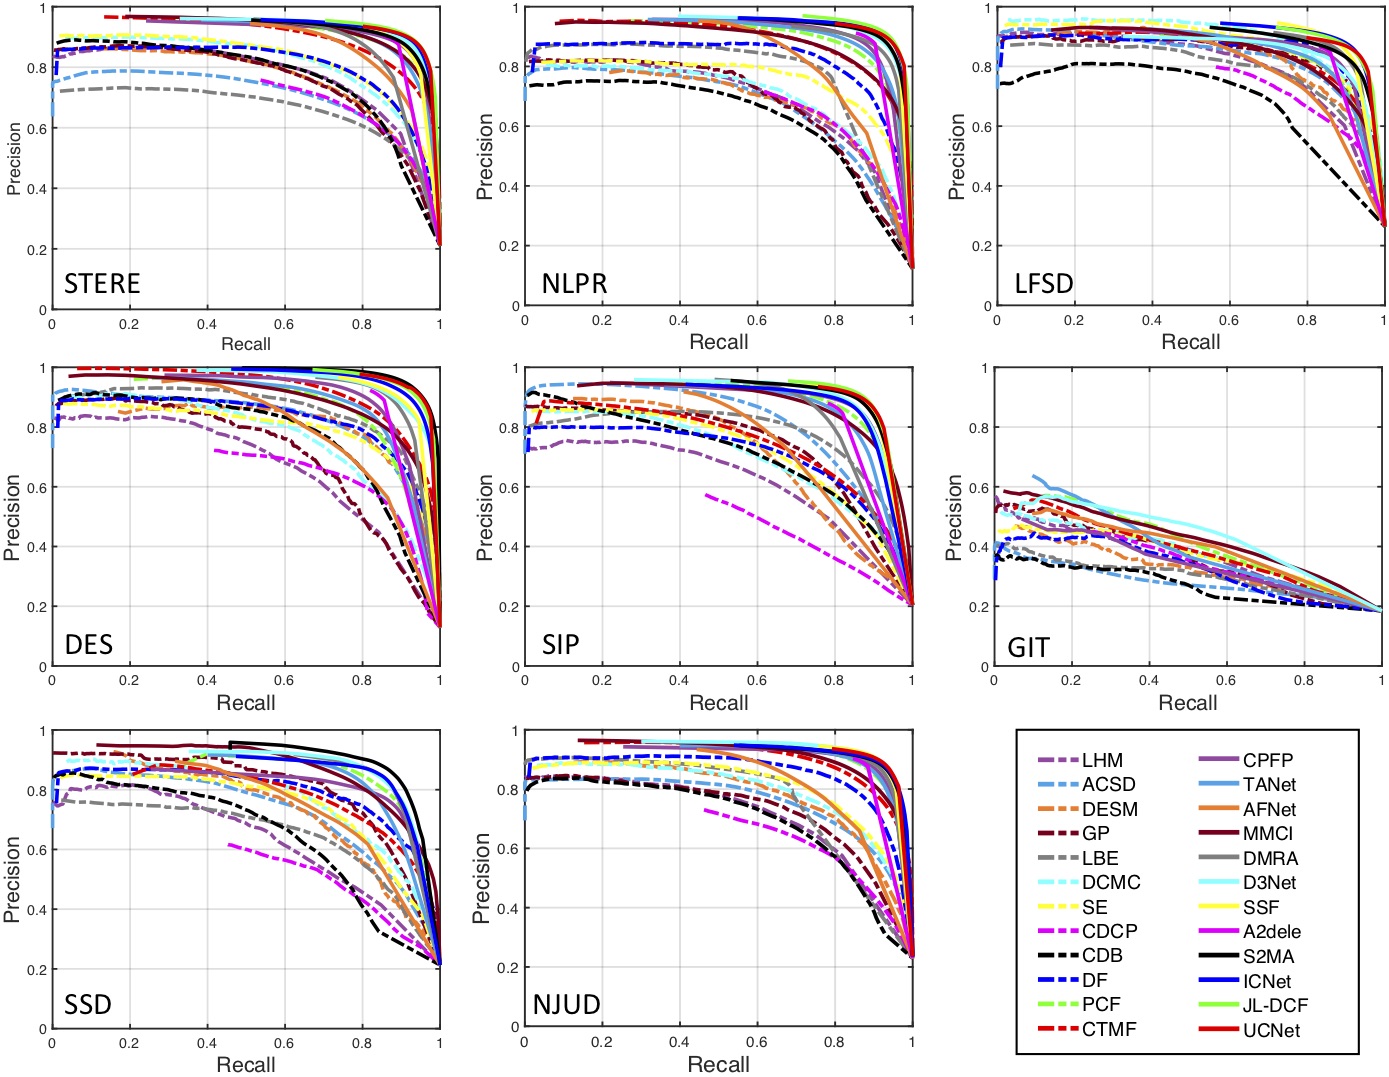 1
0.8
0.6
0.4
0.2
0
Precision
STERE
0 0.2 0.4 0.6 0.8 1
Recall
1
0.8
0.6
0.4
0.2
0
Precision
NLPR
0 0.2 0.4 0.6 0.8 1
Recall
1
0.8
0.6
0.4
0.2
0
Precision
LFSD
0 0.2 0.4 0.6 0.8 1
Recall
1
0.8
0.6
0.4
0.2
0
Precision
DES
0 0.2 0.4 0.6 0.8 1
Recall
1
0.8
0.6
0.4
0.2
0
Precision
SIP
0 0.2 0.4 0.6 0.8 1
Recall
1
0.8
0.6
0.4
0.2
0
Precision
GIT
0 0.2 0.4 0.6 0.8 1
Recall
1
0.8
0.6
0.4
0.2
0
Precision
SSD
0 0.2 0.4 0.6 0.8 1
Recall
1
0.8
0.6
0.4
0.2
0
Precision
NJUD
0 0.2 0.4 0.6 0.8 1
Recall
LHM
ACSD
DESM
GP
LBE
DCMC
SE
CDCP
CDB
DF
PCF
CTMF
CPFP
TANet
AFNet
MMCI
DMRA
D3Net
SSF
A2dele
S2MA
ICNet
JL-DCF
UCNet